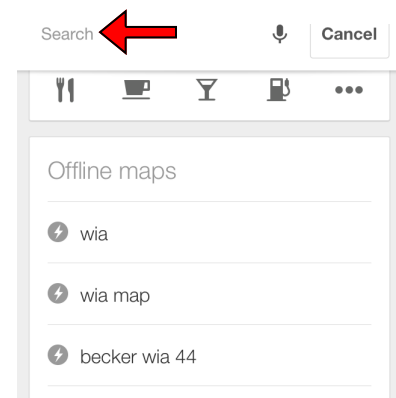 Search
Cancel
Offline maps
wia
wia map
becker wia 44